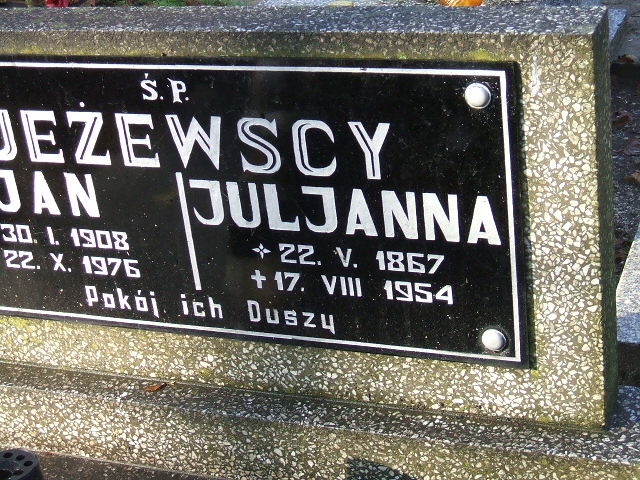 Ś.P.
JEŻEWSCY
JAN
JULJANNA
30. I. 1908
22. X. 1976
22. V. 1867
17. VIII 1954
Pokój ich Duszy